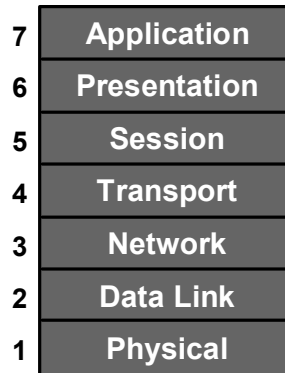 7 Application
6 Presentation
5 Session
4 Transport
3 Network
2 Data Link
1 Physical